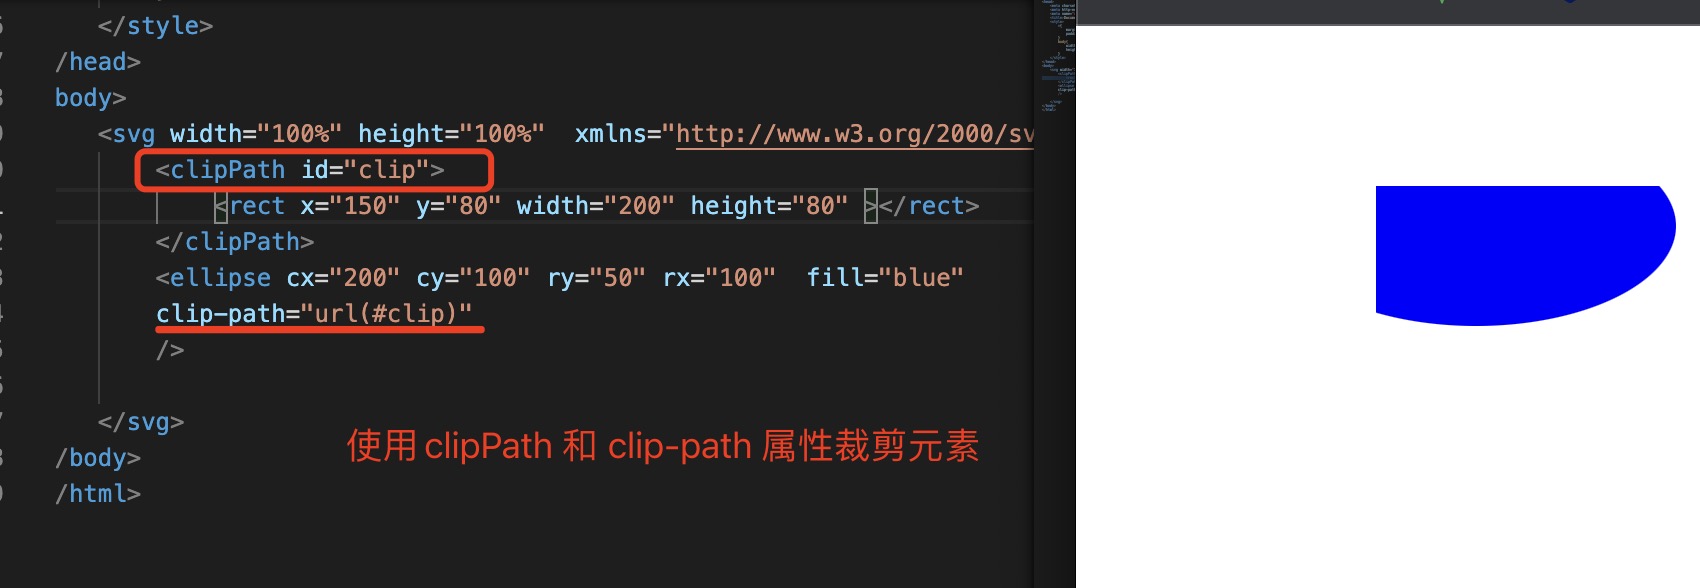 </style>
/head>
body>
<svg width="100%" height="100%"  xmlns="http://www.w3.org/2000/sv
<clipPath id="clip">
<rect x="150" y="80" width="200" height="80" ></rect>
</clipPath>
<ellipse cx="200" cy="100" ry="50" rx="100"  fill="blue"
clip-path="url(#clip)"
/>
</svg>
使用 clipPath 和 clip-path 属性裁剪元素
/body>
/html>